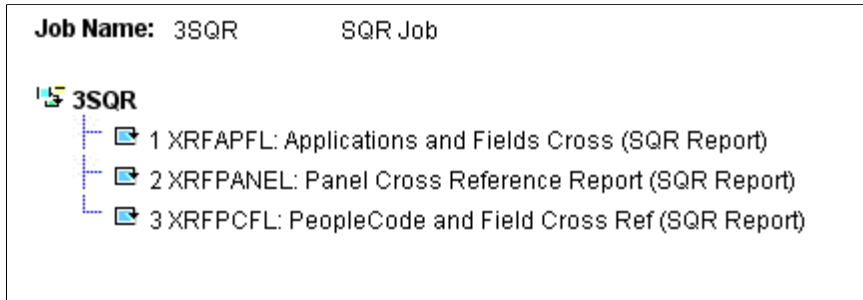 Job Name: 3SQR SQR Job
3SQR
1 XRFAPFL: Applications and Fields Cross (SQR Report)
2 XRFPANEL: Panel Cross Reference Report (SQR Report)
3 XRFPCFL: PeopleCode and Field Cross Ref (SQR Report)